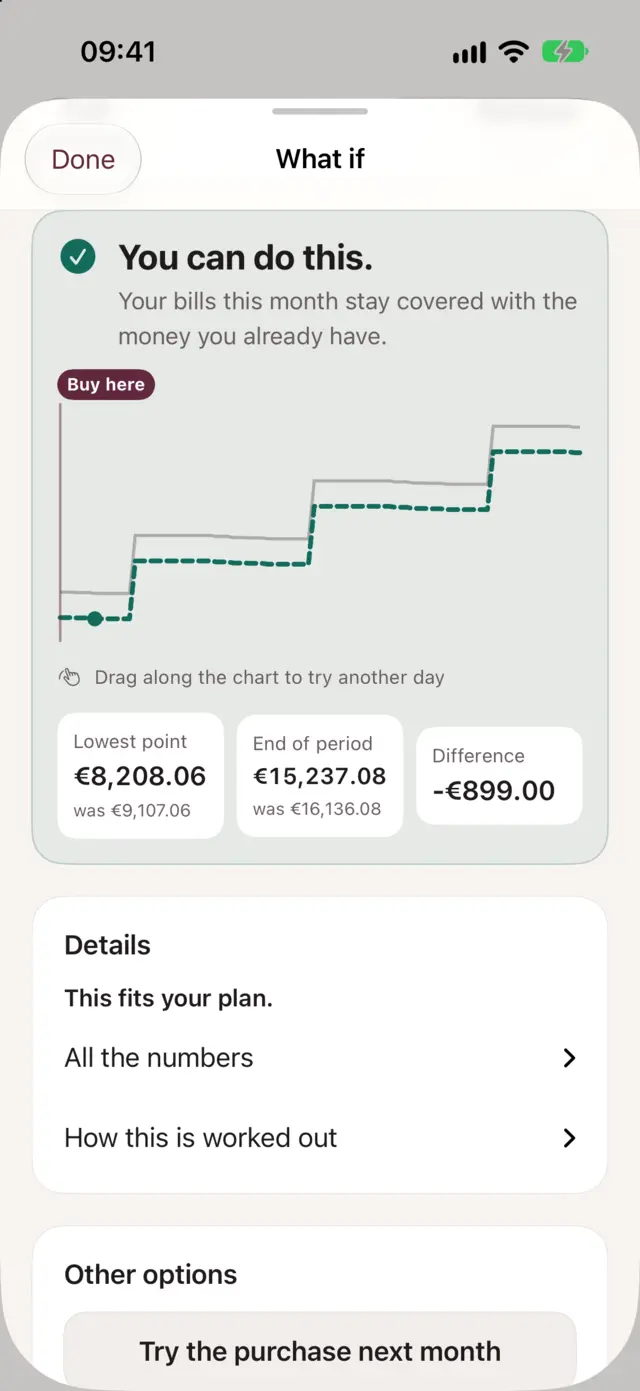 09:41
Done
What if
You can do this.
Your bills this month stay covered with the
money you already have.
Buy here
Drag along the chart to try another day
Lowest point
€8,208.06
was €9,107.06
End of period
€15,237.08
was €16,136.08
Difference
-€899.00
Details
This fits your plan.
All the numbers
How this is worked out
Other options
Try the purchase next month